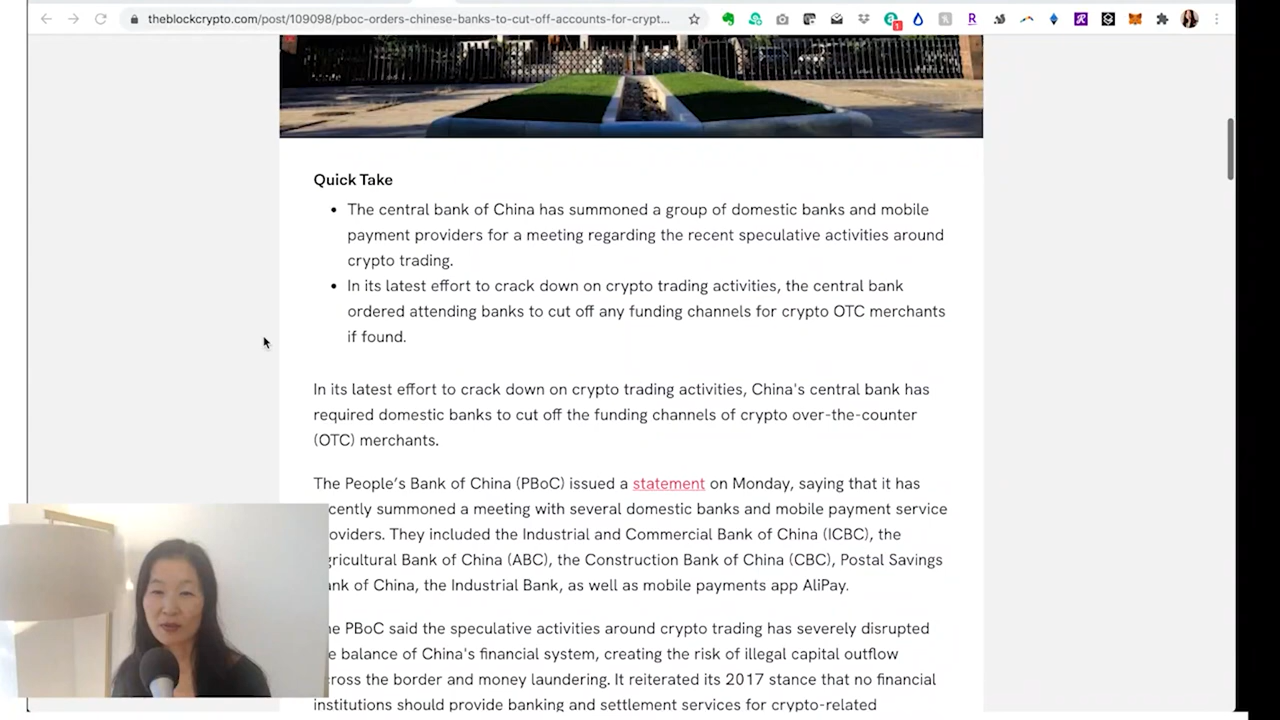 theblockcrypto.com/post/109098/pboc-orders-chinese-banks-to-cut-off-accounts-for-crypt...
Quick Take
• The central bank of China has summoned a group of domestic banks and mobile
payment providers for a meeting regarding the recent speculative activities around
crypto trading.
• In its latest effort to crack down on crypto trading activities, the central bank
ordered attending banks to cut off any funding channels for crypto OTC merchants
if found.
In its latest effort to crack down on crypto trading activities, China's central bank has
required domestic banks to cut off the funding channels of crypto over-the-counter
(OTC) merchants.
The People’s Bank of China (PBoC) issued a statement on Monday, saying that it has
cently summoned a meeting with several domestic banks and mobile payment service
oviders. They included the Industrial and Commercial Bank of China (ICBC), the
gricultural Bank of China (ABC), the Construction Bank of China (CBC), Postal Savings
ank of China, the Industrial Bank, as well as mobile payments app AliPay.
e PBoC said the speculative activities around crypto trading has severely disrupted
e balance of China's financial system, creating the risk of illegal capital outflow
ross the border and money laundering. It reiterated its 2017 stance that no financial
institutions should provide banking and settlement services for crypto-related